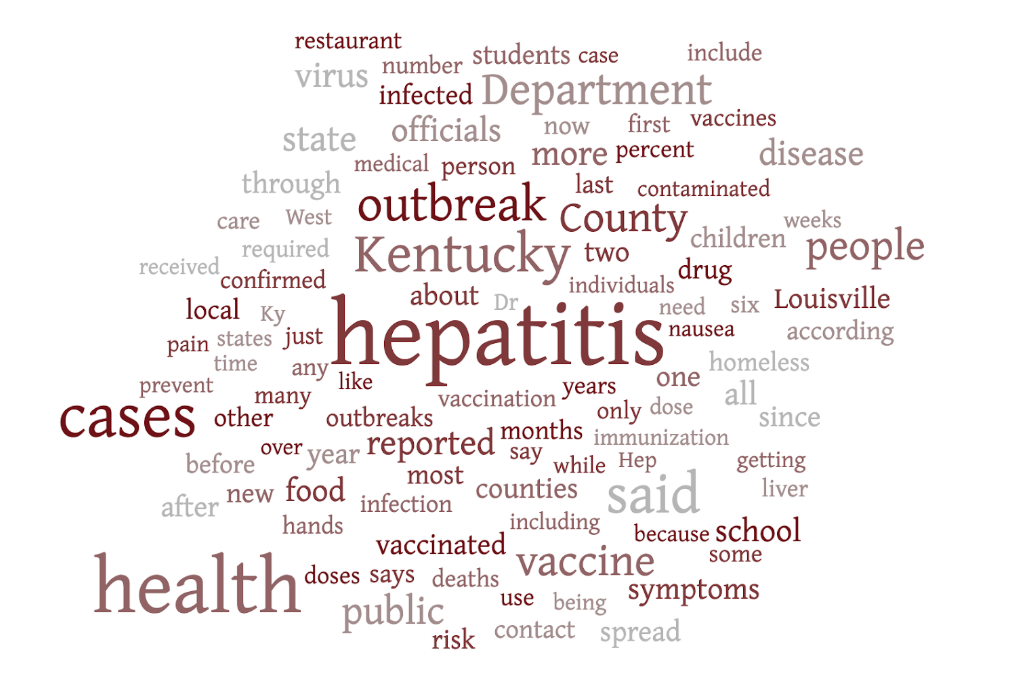 restaurant
students case
include
virus
number
infected
Department
vaccines
state
officials
now
first
medical
person
more
percent
disease
through
last
contaminated
care
West
outbreak
County
weeks
required
Kentucky
two
children
people
received
confirmed
individuals
drug
local
Ky
about
Dr
need
six
Louisville
pain
states
just
hepatitis
nausea
according
time
any
homeless
prevent
many
like
vaccination
years
one
all
cases
other
outbreaks
only
dose
since
over
year
reported
months
immunization
before
most
say
while
Hep
getting
after
new
food
infection
counties
said
liver
hands
including
because
school
vaccinated
vaccine
some
health
doses
says
deaths
symptoms
public
use
being
risk
contact
spread